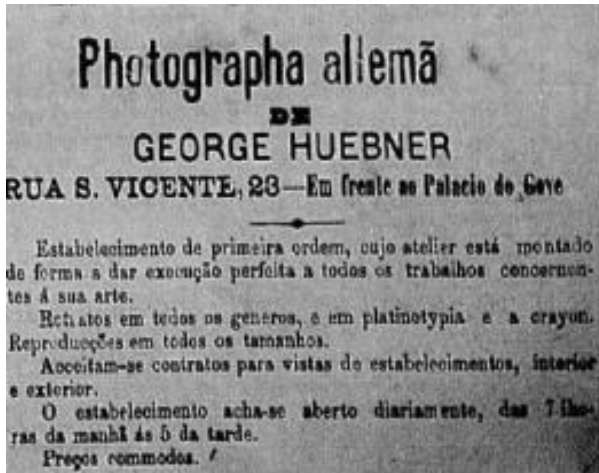 Photographa allemã
DE
GEORGE HUEBNER
RUA S. VICENTE, 23—Em frente ao Palacio do Gove
Estabelecimento de primeira ordem, cujo atelier está montado
de forma a dar execução perfeita a todos os trabalhos concernen-
tes á sua arte.
Retratos em todos os generos, e em platinotypia e a crayon.
Reproducções em todos os tamanhos.
Acceitam-se contratos para vistas de estabelecimentos, interior
e exterior.
O estabelecimento acha-se aberto diariamente, das 7 ho-
ras da manhã ás 5 da tarde.
Preços commodos.